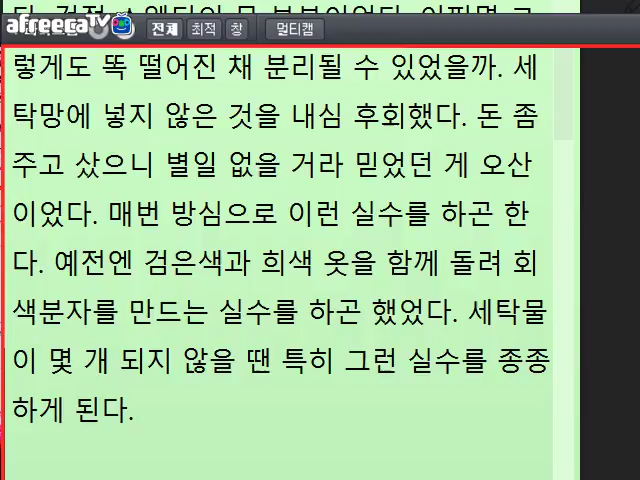 afreecaTV
전체 최적 창 멀티캠
렇게도 똑 떨어진 채 분리될 수 있었을까. 세
탁망에 넣지 않은 것을 내심 후회했다. 돈 좀
주고 샀으니 별일 없을 거라 믿었던 게 오산
이었다. 매번 방심으로 이런 실수를 하곤 한
다. 예전엔 검은색과 희색 옷을 함께 돌려 회
색분자를 만드는 실수를 하곤 했었다. 세탁물
이 몇 개 되지 않을 땐 특히 그런 실수를 종종
하게 된다.